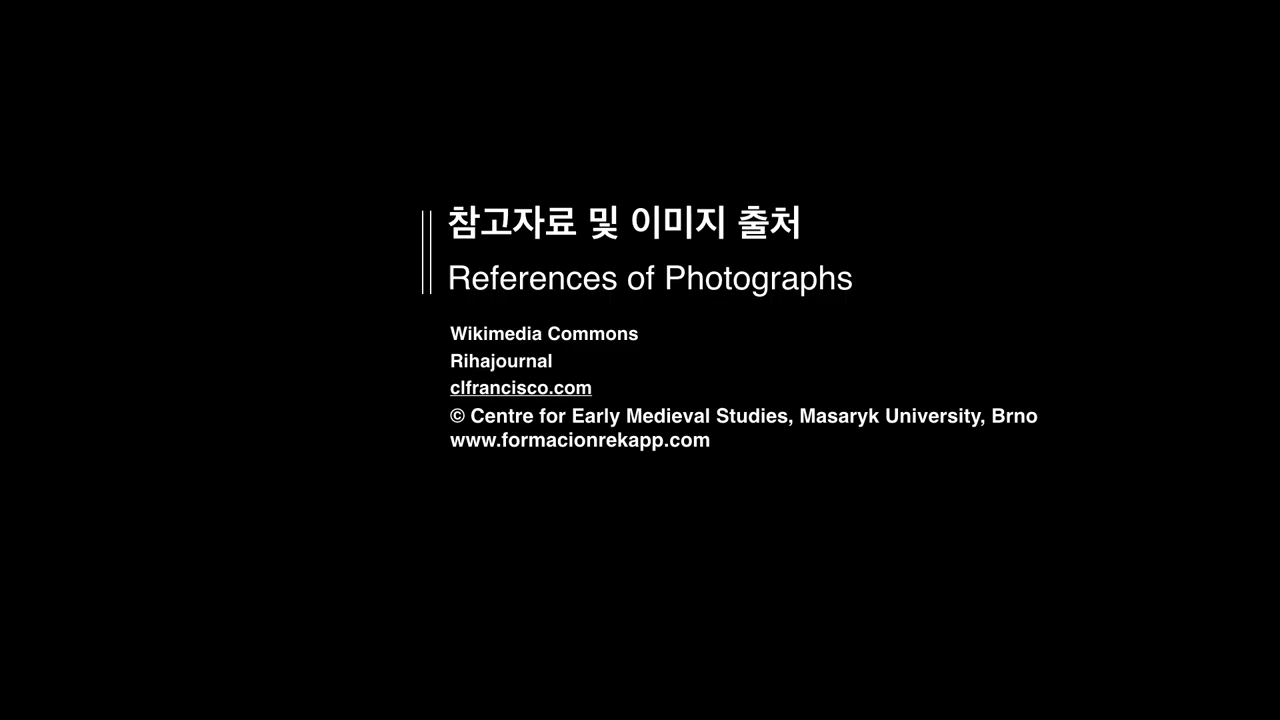 참고자료 및 이미지 출처
References of Photographs
Wikimedia Commons
Rihajournal
clfrancisco.com
© Centre for Early Medieval Studies, Masaryk University, Brno
www.formacionrekapp.com